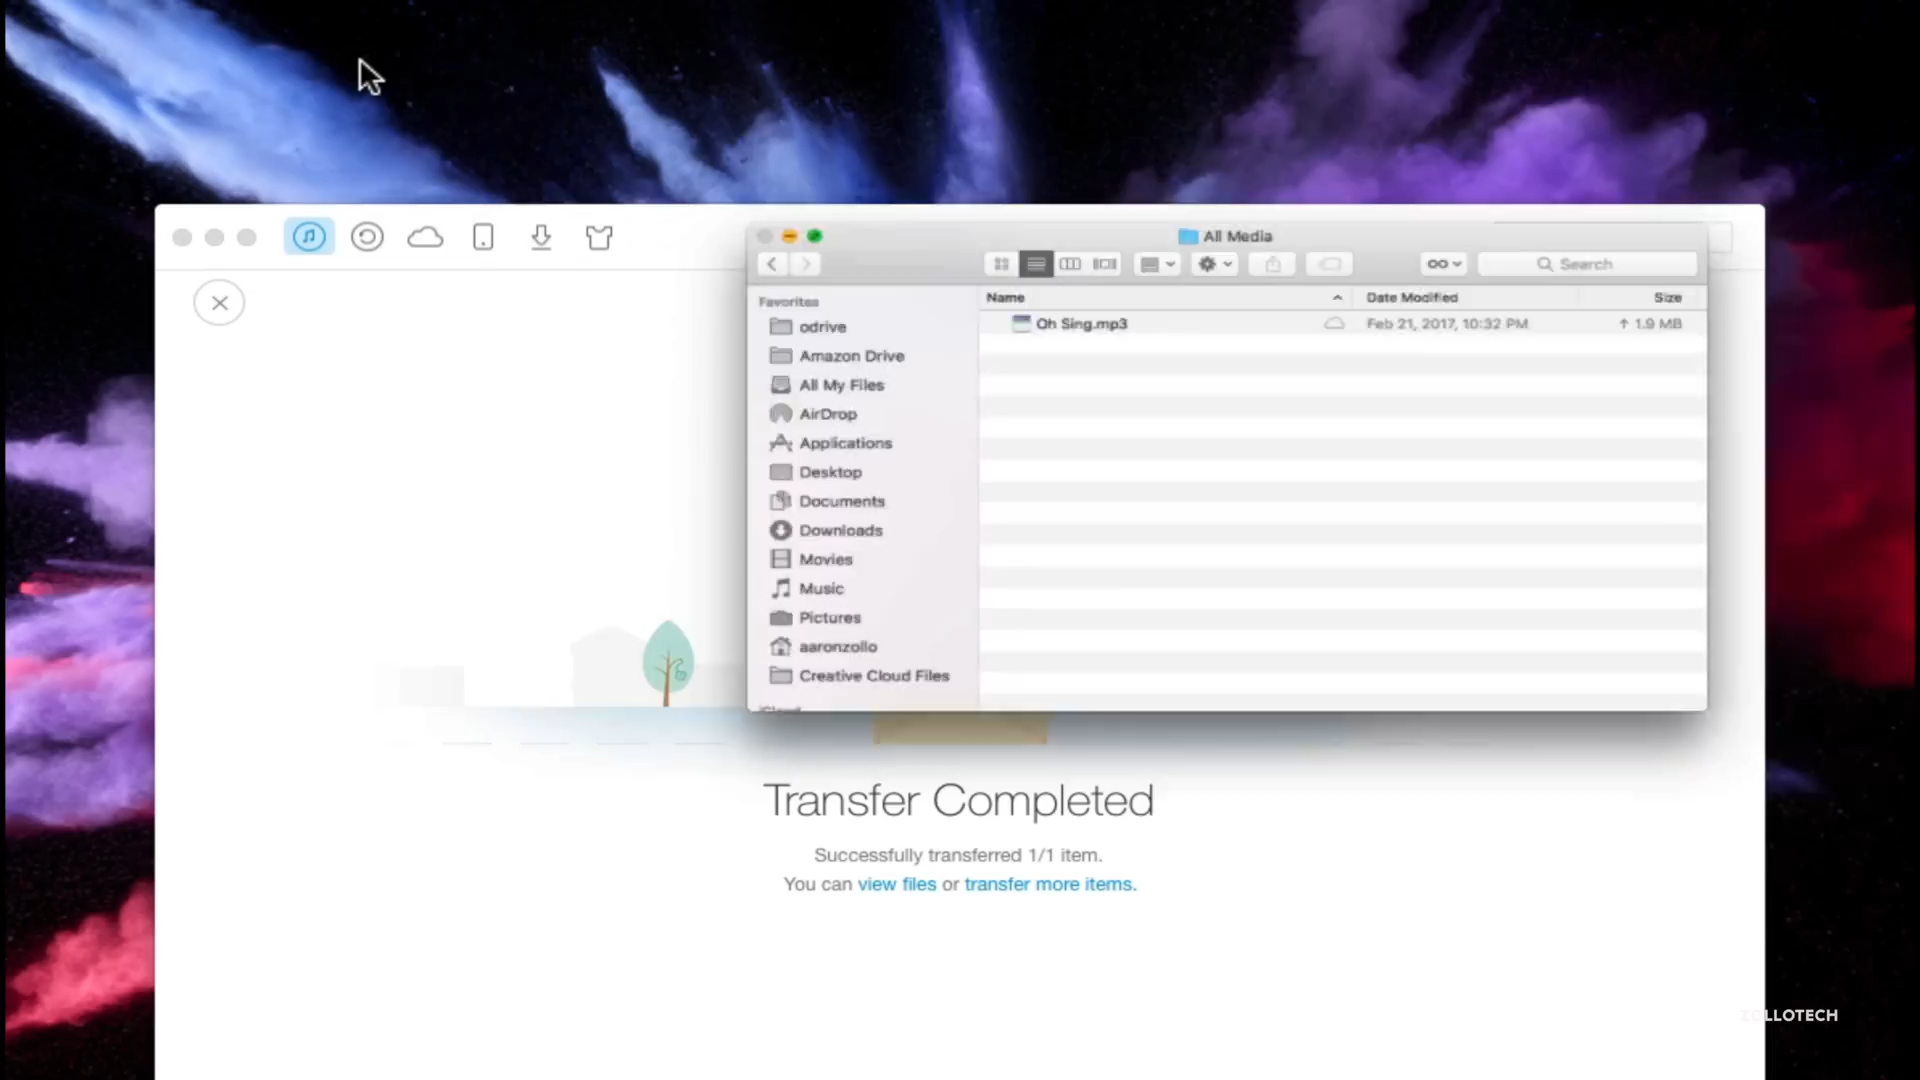 All Media
Search
Favorites
Name
Date Modified
Size
odrive
Oh Sing.mp3
Feb 21, 2017, 10:32 PM
1.9 MB
Amazon Drive
All My Files
AirDrop
Applications
Desktop
Documents
Downloads
Movies
Music
Pictures
aaronzollo
Creative Cloud Files
iCloud
Transfer Completed
Successfully transferred 1/1 item.
You can view files or transfer more items.
ZOLLOTECH